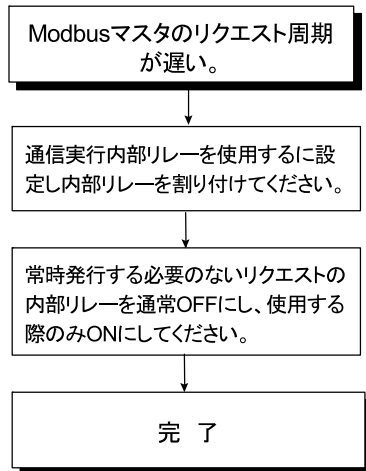 Modbusマスタのリクエスト周期
が遅い。
通信実行内部リレーを使用するに設
定し内部リレーを割り付けてください。
常時発行する必要のないリクエストの
内部リレーを通常OFFにし、使用する
際のみONにしてください。
完 了